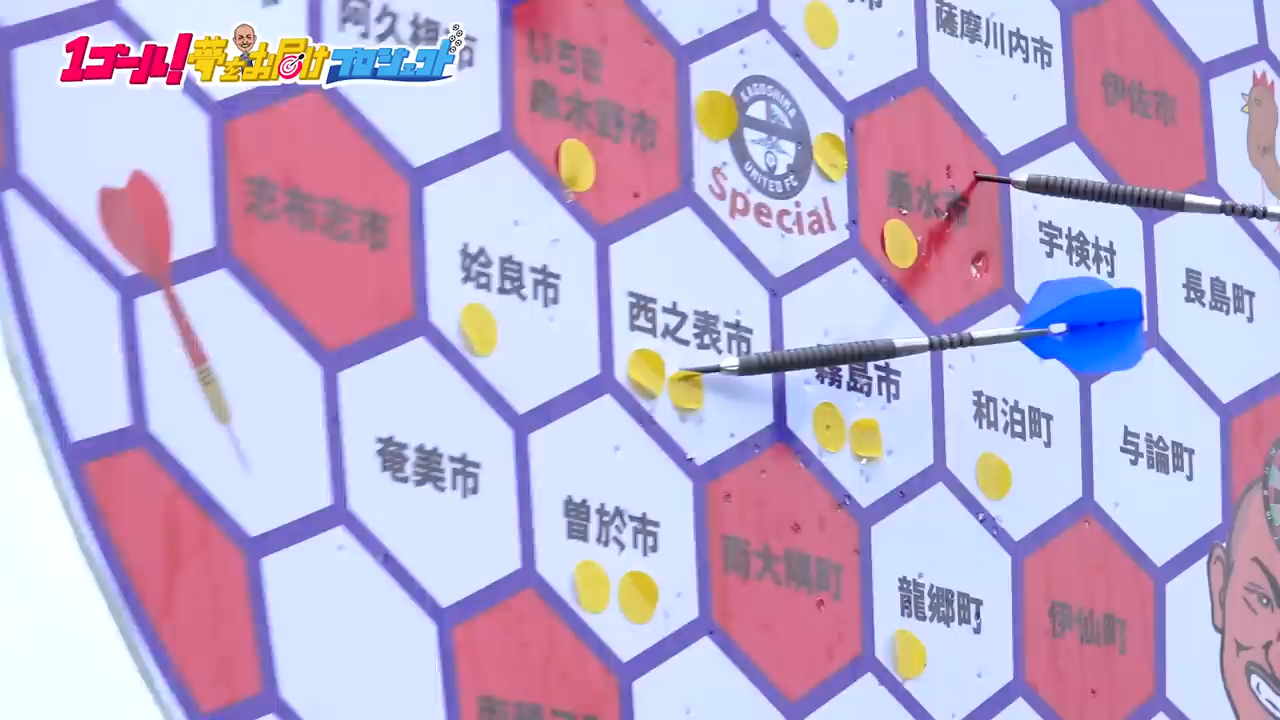 1ゴール!夢をお届けプロジェクト
阿久根市
いちき
串木野市
薩摩川内市
伊佐市
志布志市
KAGOSHIMA
UNITED FC
Special
垂水市
宇検村
長島町
姶良市
西之表市
霧島市
和泊町
与論町
奄美市
曽於市
南大隅町
龍郷町
伊仙町